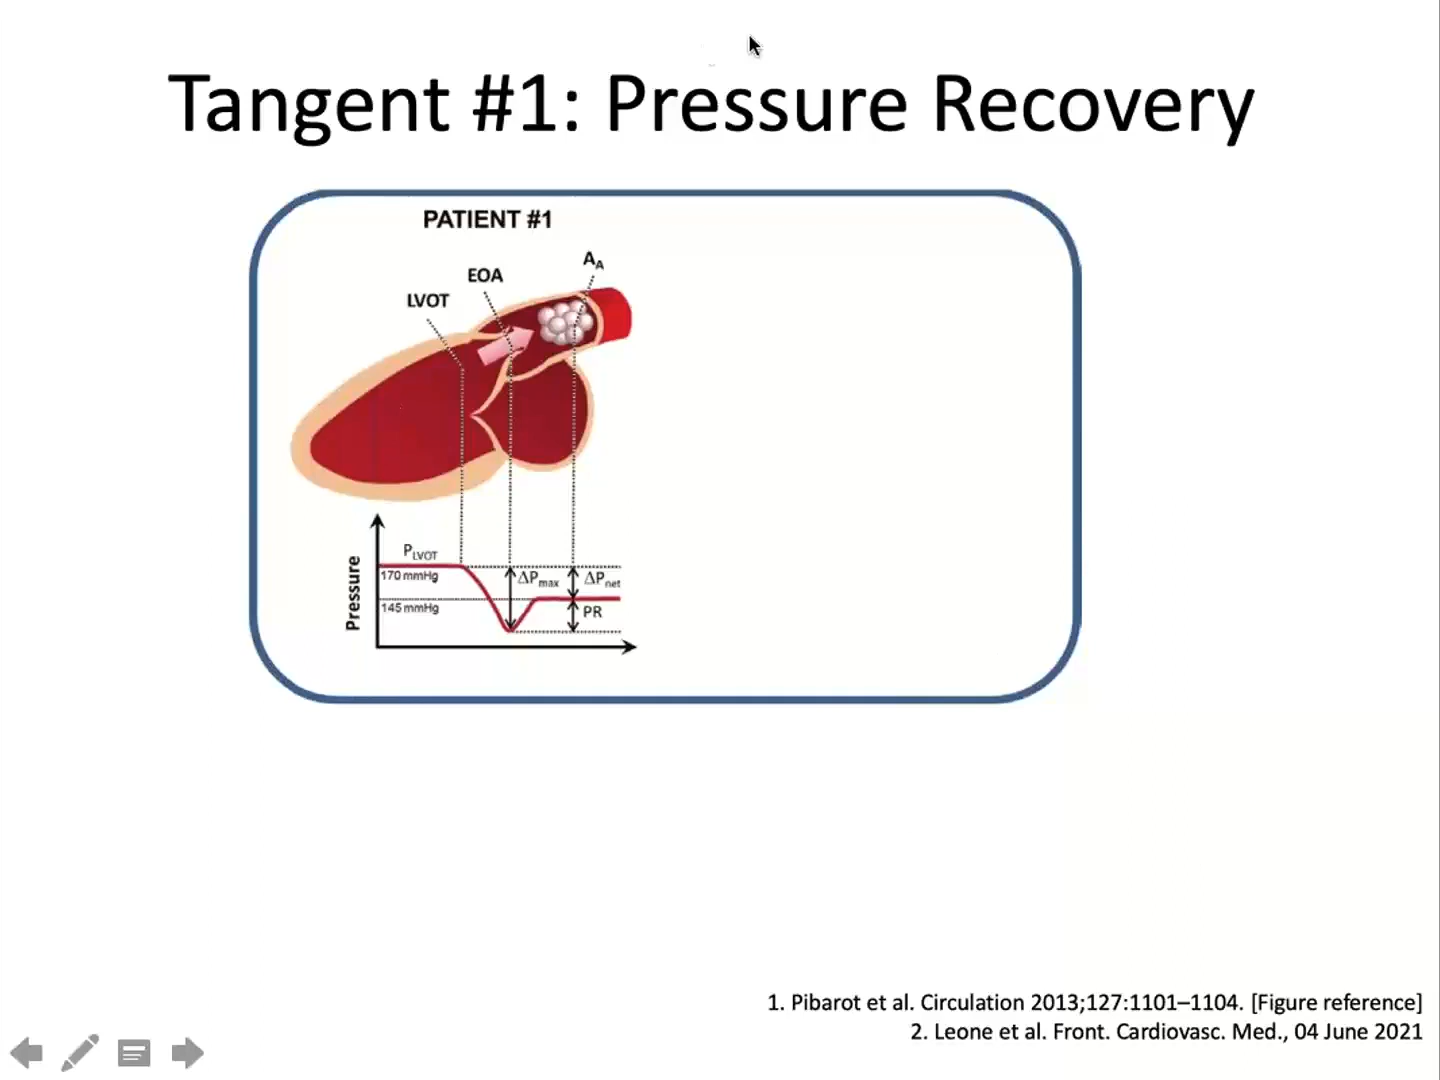 Tangent #1: Pressure Recovery
PATIENT #1
A_A
EOA
LVOT
P_LVOT
170 mmHg
ΔP_max
ΔP_net
145 mmHg
PR
Pressure
1. Pibarot et al. Circulation 2013;127:1101–1104. [Figure reference]
2. Leone et al. Front. Cardiovasc. Med., 04 June 2021